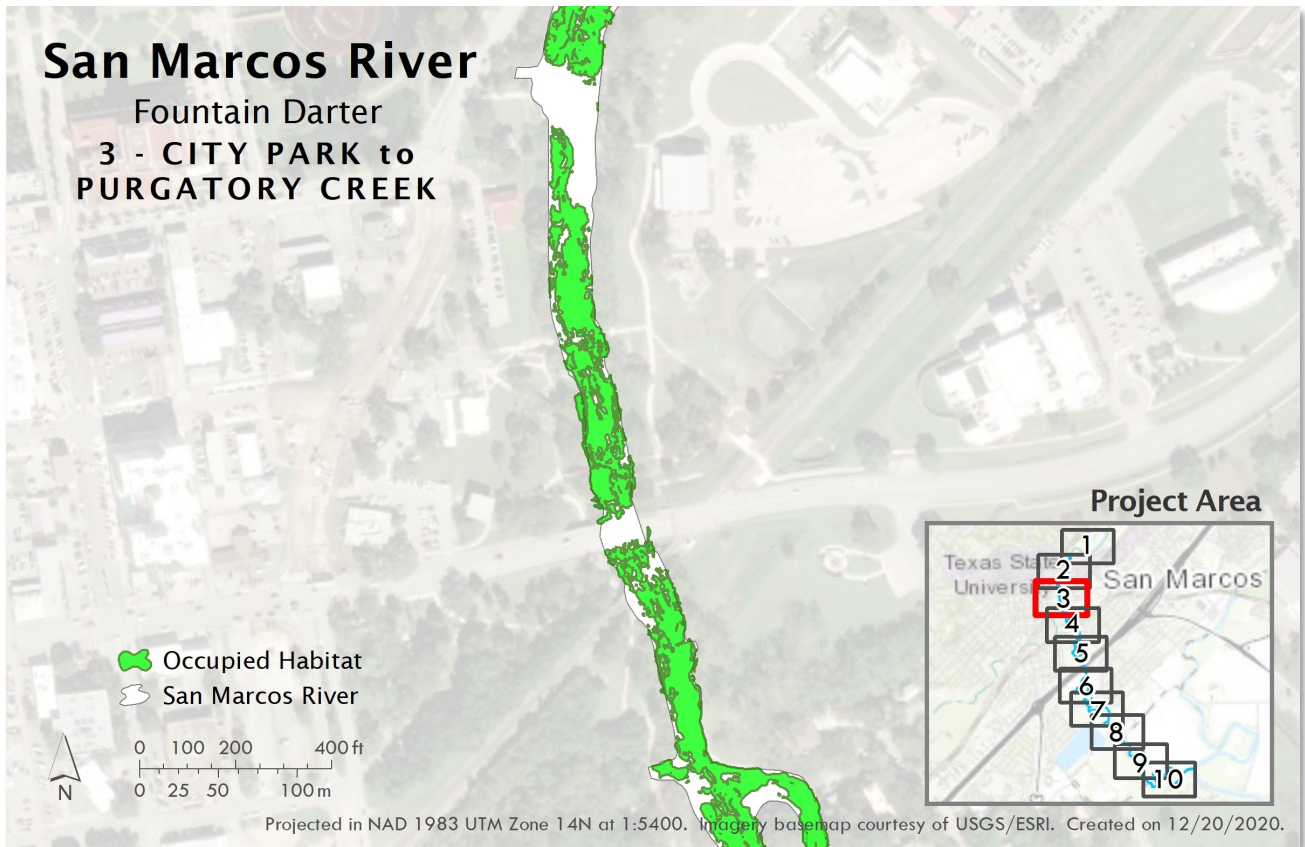 San Marcos River
Fountain Darter
3 - CITY PARK to
PURGATORY CREEK
Project Area
1
Texas State
University
2
San Marcos
3
4
5
6
7
8
9
10
Occupied Habitat
San Marcos River
0 100 200 400 ft
0 25 50 100 m
N
Projected in NAD 1983 UTM Zone 14N at 1:5400. Imagery basemap courtesy of USGS/ESRI. Created on 12/20/2020.